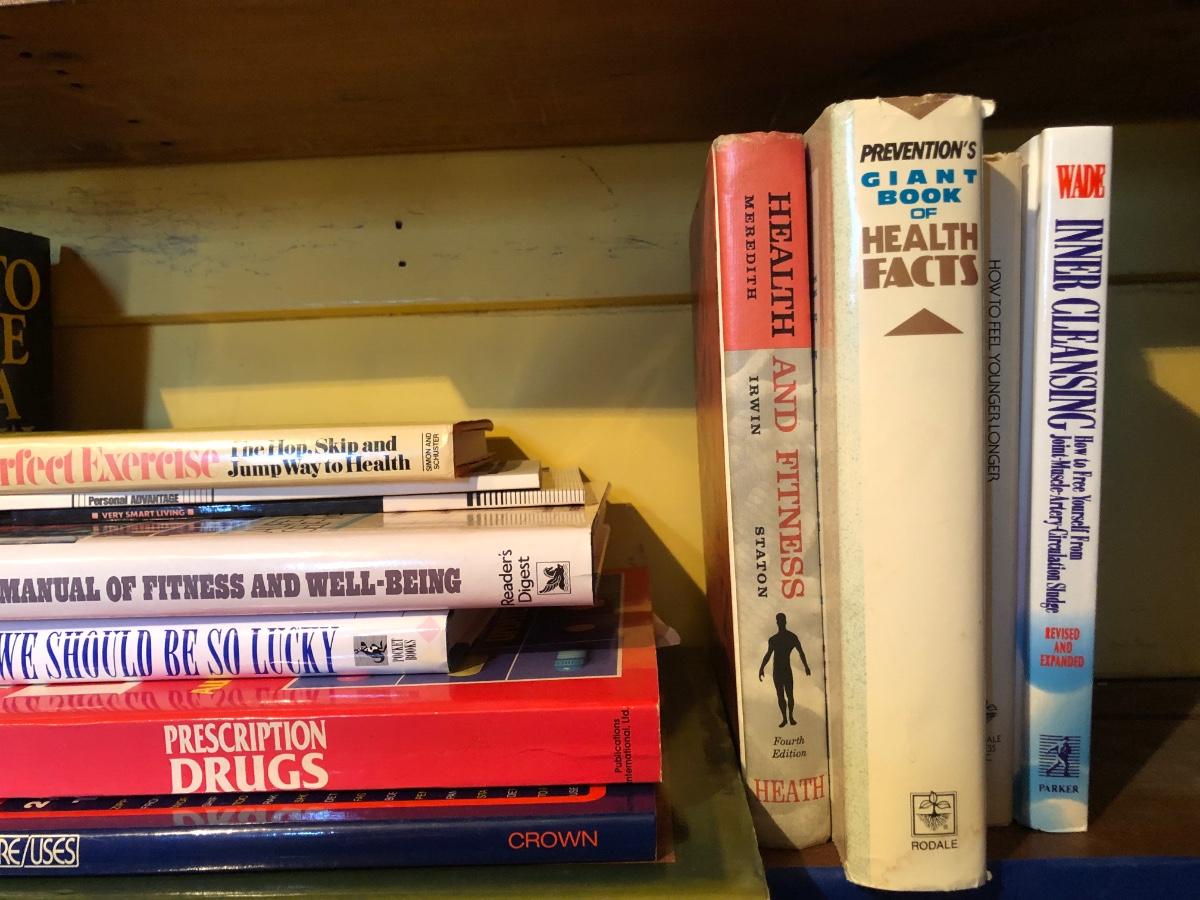 TO
E
A
rfect Exercise
The Hop, Skip and
Jump Way to Health
SIMON AND
SCHUSTER
Personal ADVANTAGE
VERY SMART LIVING
MANUAL OF FITNESS AND WELL-BEING
Reader's
Digest
WE SHOULD BE SO LUCKY
POCKET
BOOKS
PRESCRIPTION
DRUGS
Publications
International, Ltd.
RE/USES
CROWN
HEALTH AND FITNESS
MEREDITH
IRWIN
STATON
Fourth
Edition
HEATH
PREVENTION'S
GIANT
BOOK
OF
HEALTH
FACTS
RODALE
HOW TO FEEL YOUNGER LONGER
WADE
INNER CLEANSING
How to Free Yourself From
Joint-Muscle-Artery-Circulation Sludge
REVISED
AND
EXPANDED
PARKER